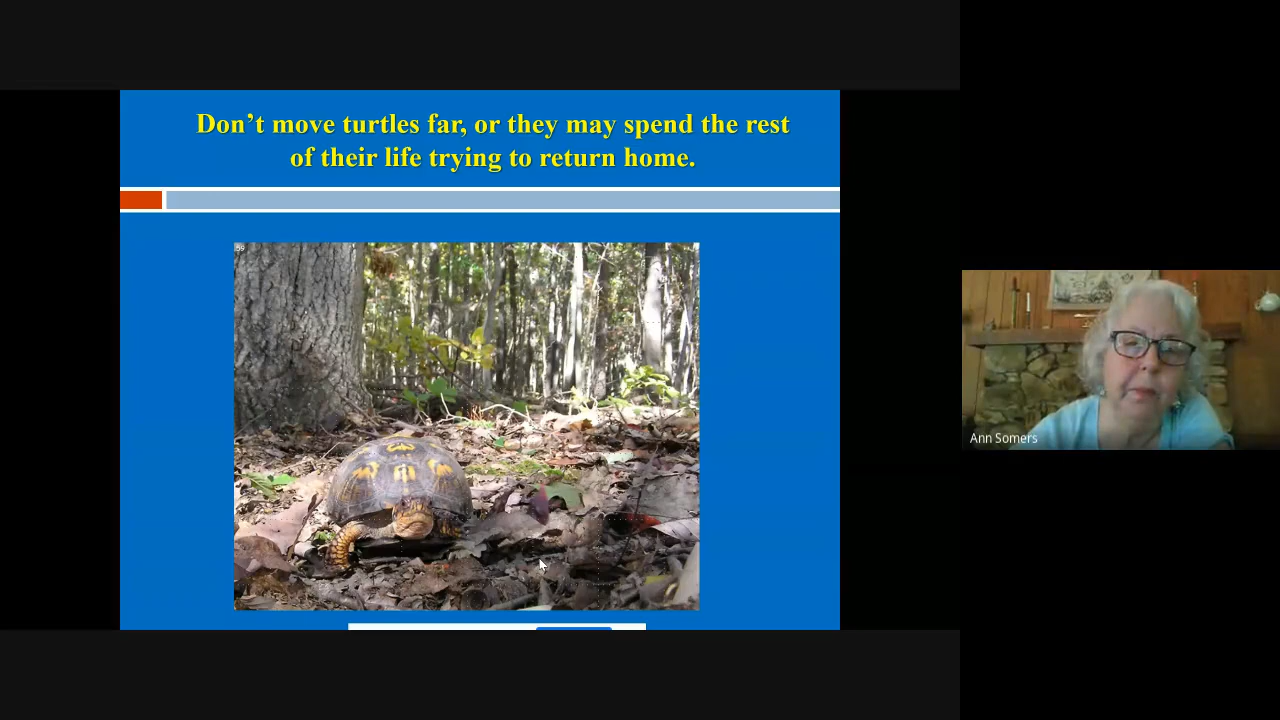 Don't move turtles far, or they may spend the rest
of their life trying to return home.
59
Ann Somers